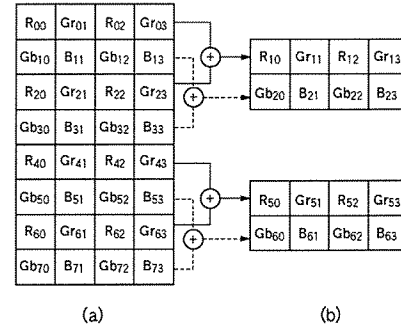 R00 Gr01 R02 Gr03
Gb10 B11 Gb12 B13
R20 Gr21 R22 Gr23
Gb30 B31 Gb32 B33
R40 Gr41 R42 Gr43
Gb50 B51 Gb52 B53
R60 Gr61 R62 Gr63
Gb70 B71 Gb72 B73
(a)
R10 Gr11 R12 Gr13
Gb20 B21 Gb22 B23
R50 Gr51 R52 Gr53
Gb60 B61 Gb62 B63
(b)